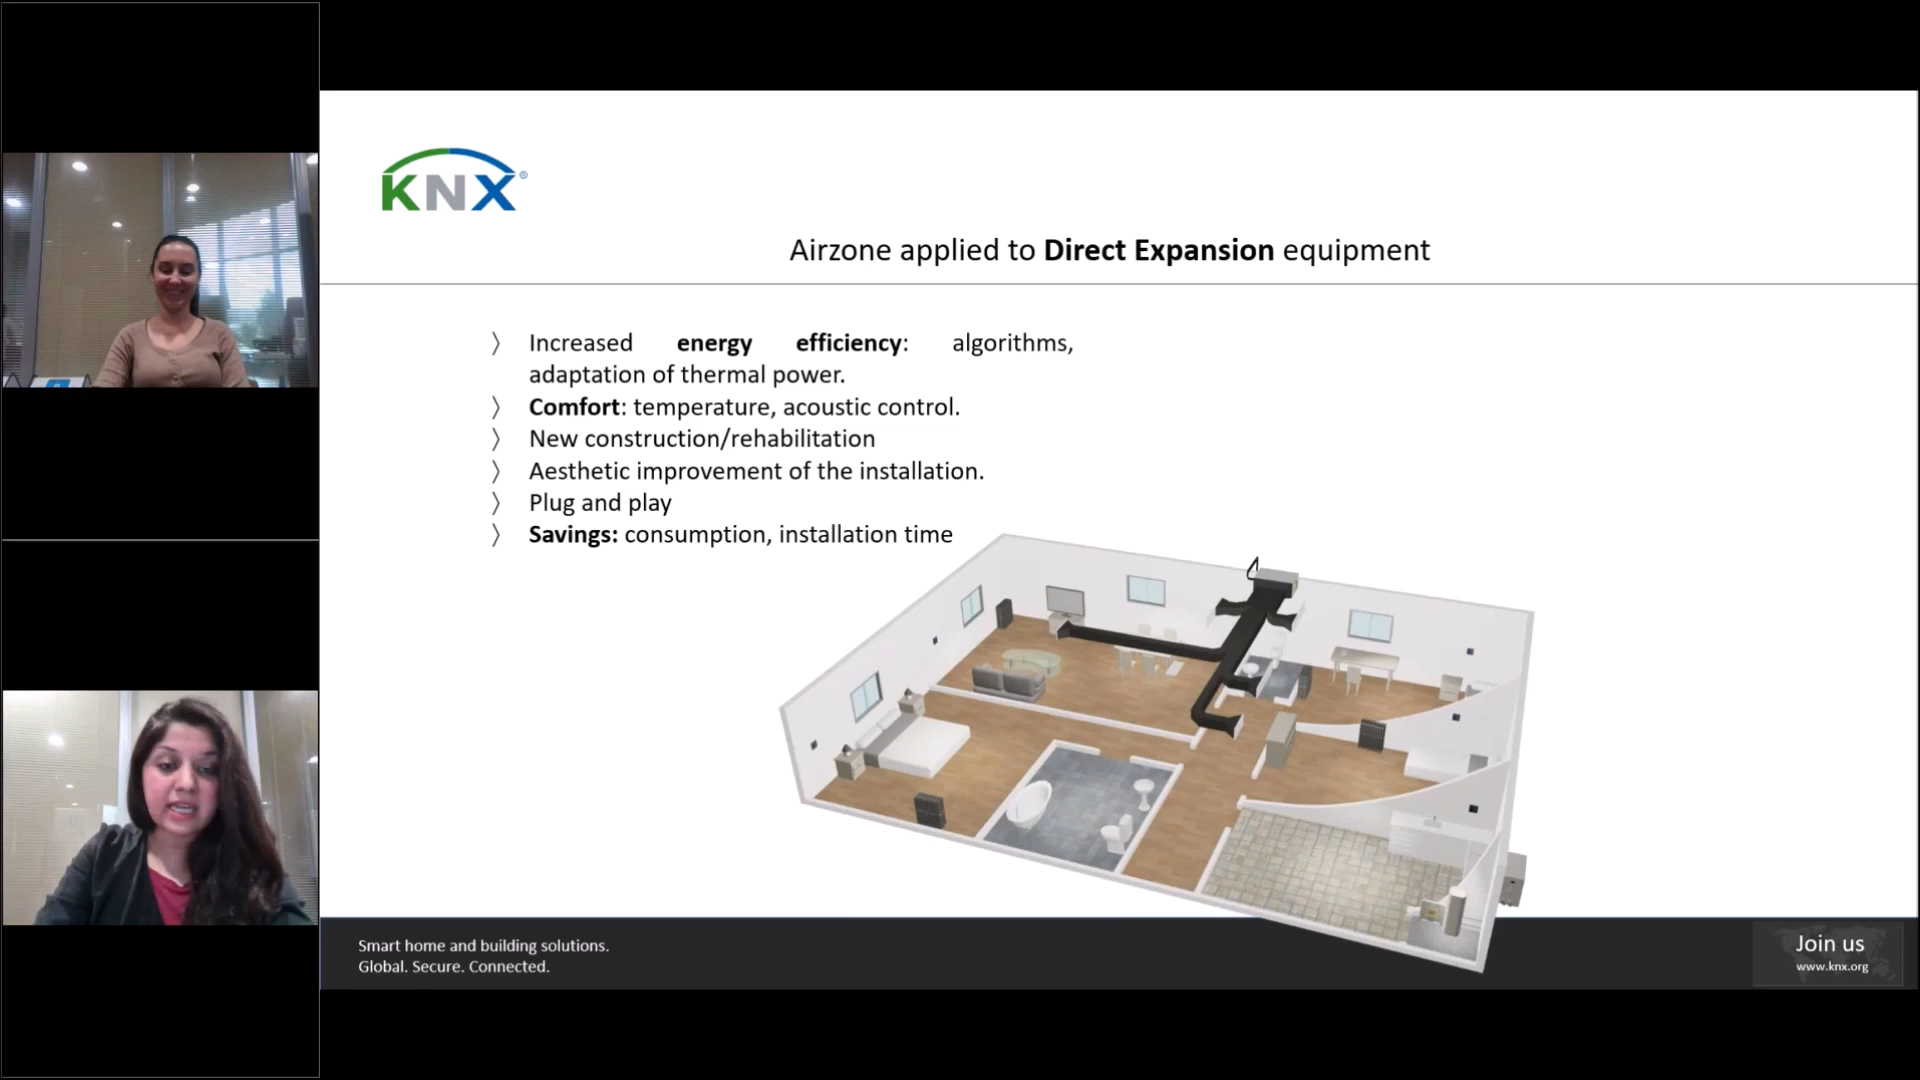 KNX®
Airzone applied to Direct Expansion equipment
〉 Increased energy efficiency: algorithms,
adaptation of thermal power.
〉 Comfort: temperature, acoustic control.
〉 New construction/rehabilitation
〉 Aesthetic improvement of the installation.
〉 Plug and play
〉 Savings: consumption, installation time
Smart home and building solutions.
Global. Secure. Connected.
Join us
www.knx.org